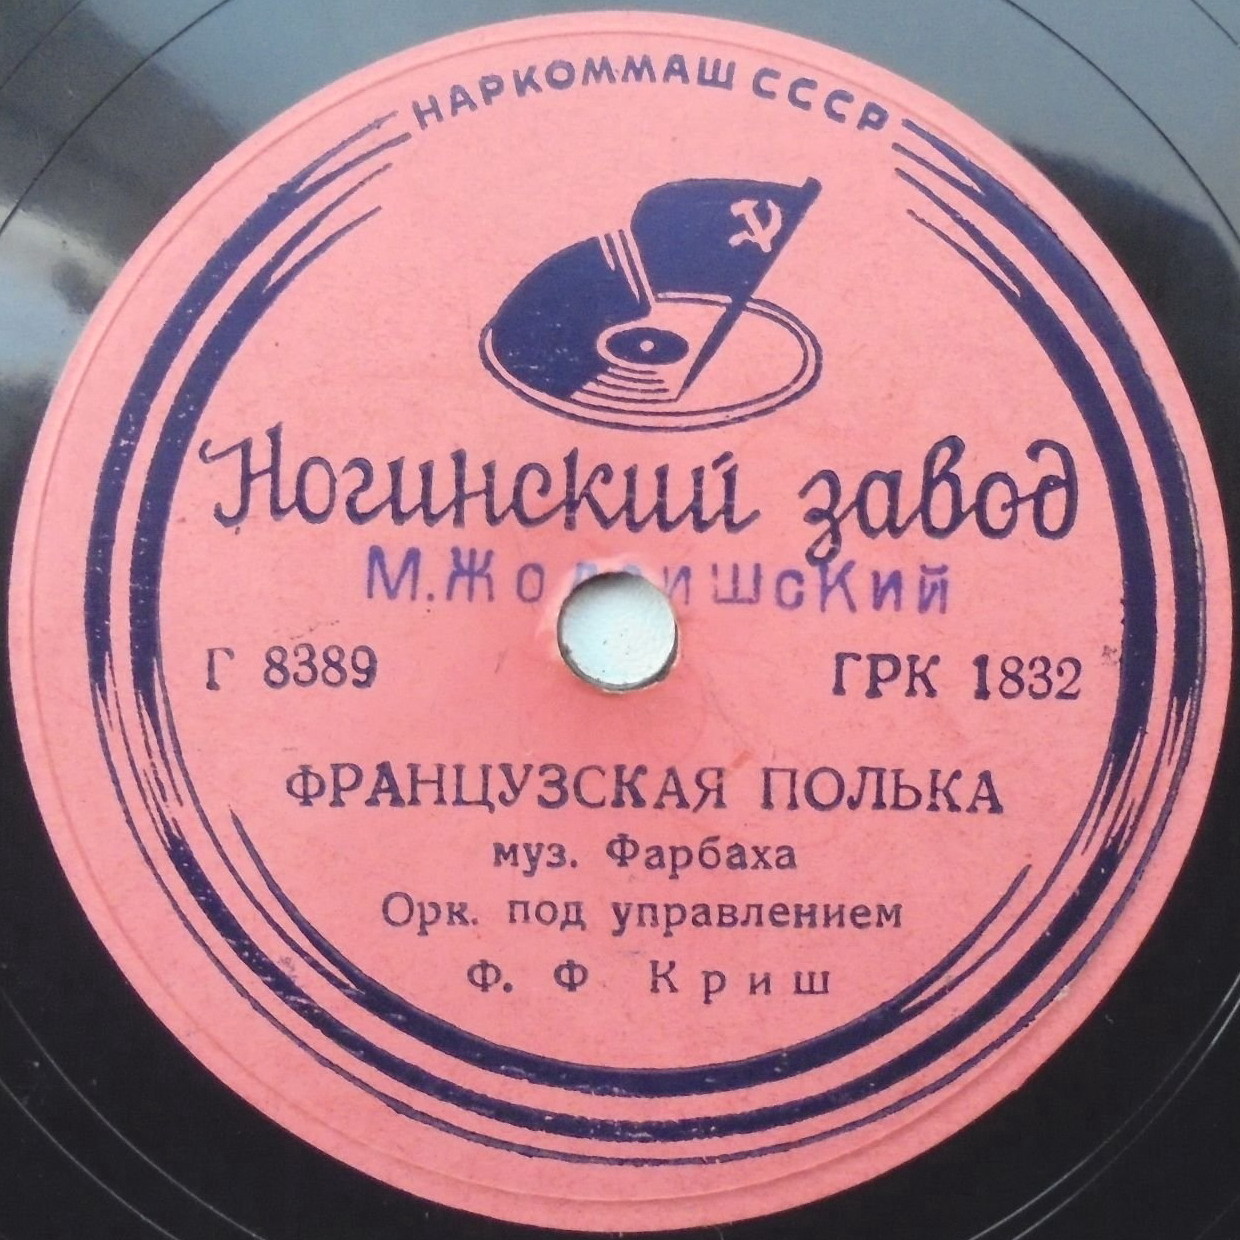 НАРКОММАШ СССР
Ногинский завод
М.
Г 8389
ГРК 1832
ФРАНЦУЗСКАЯ ПОЛЬКА
муз. Фарбаха
Орк. под управлением
Ф. Ф Криш